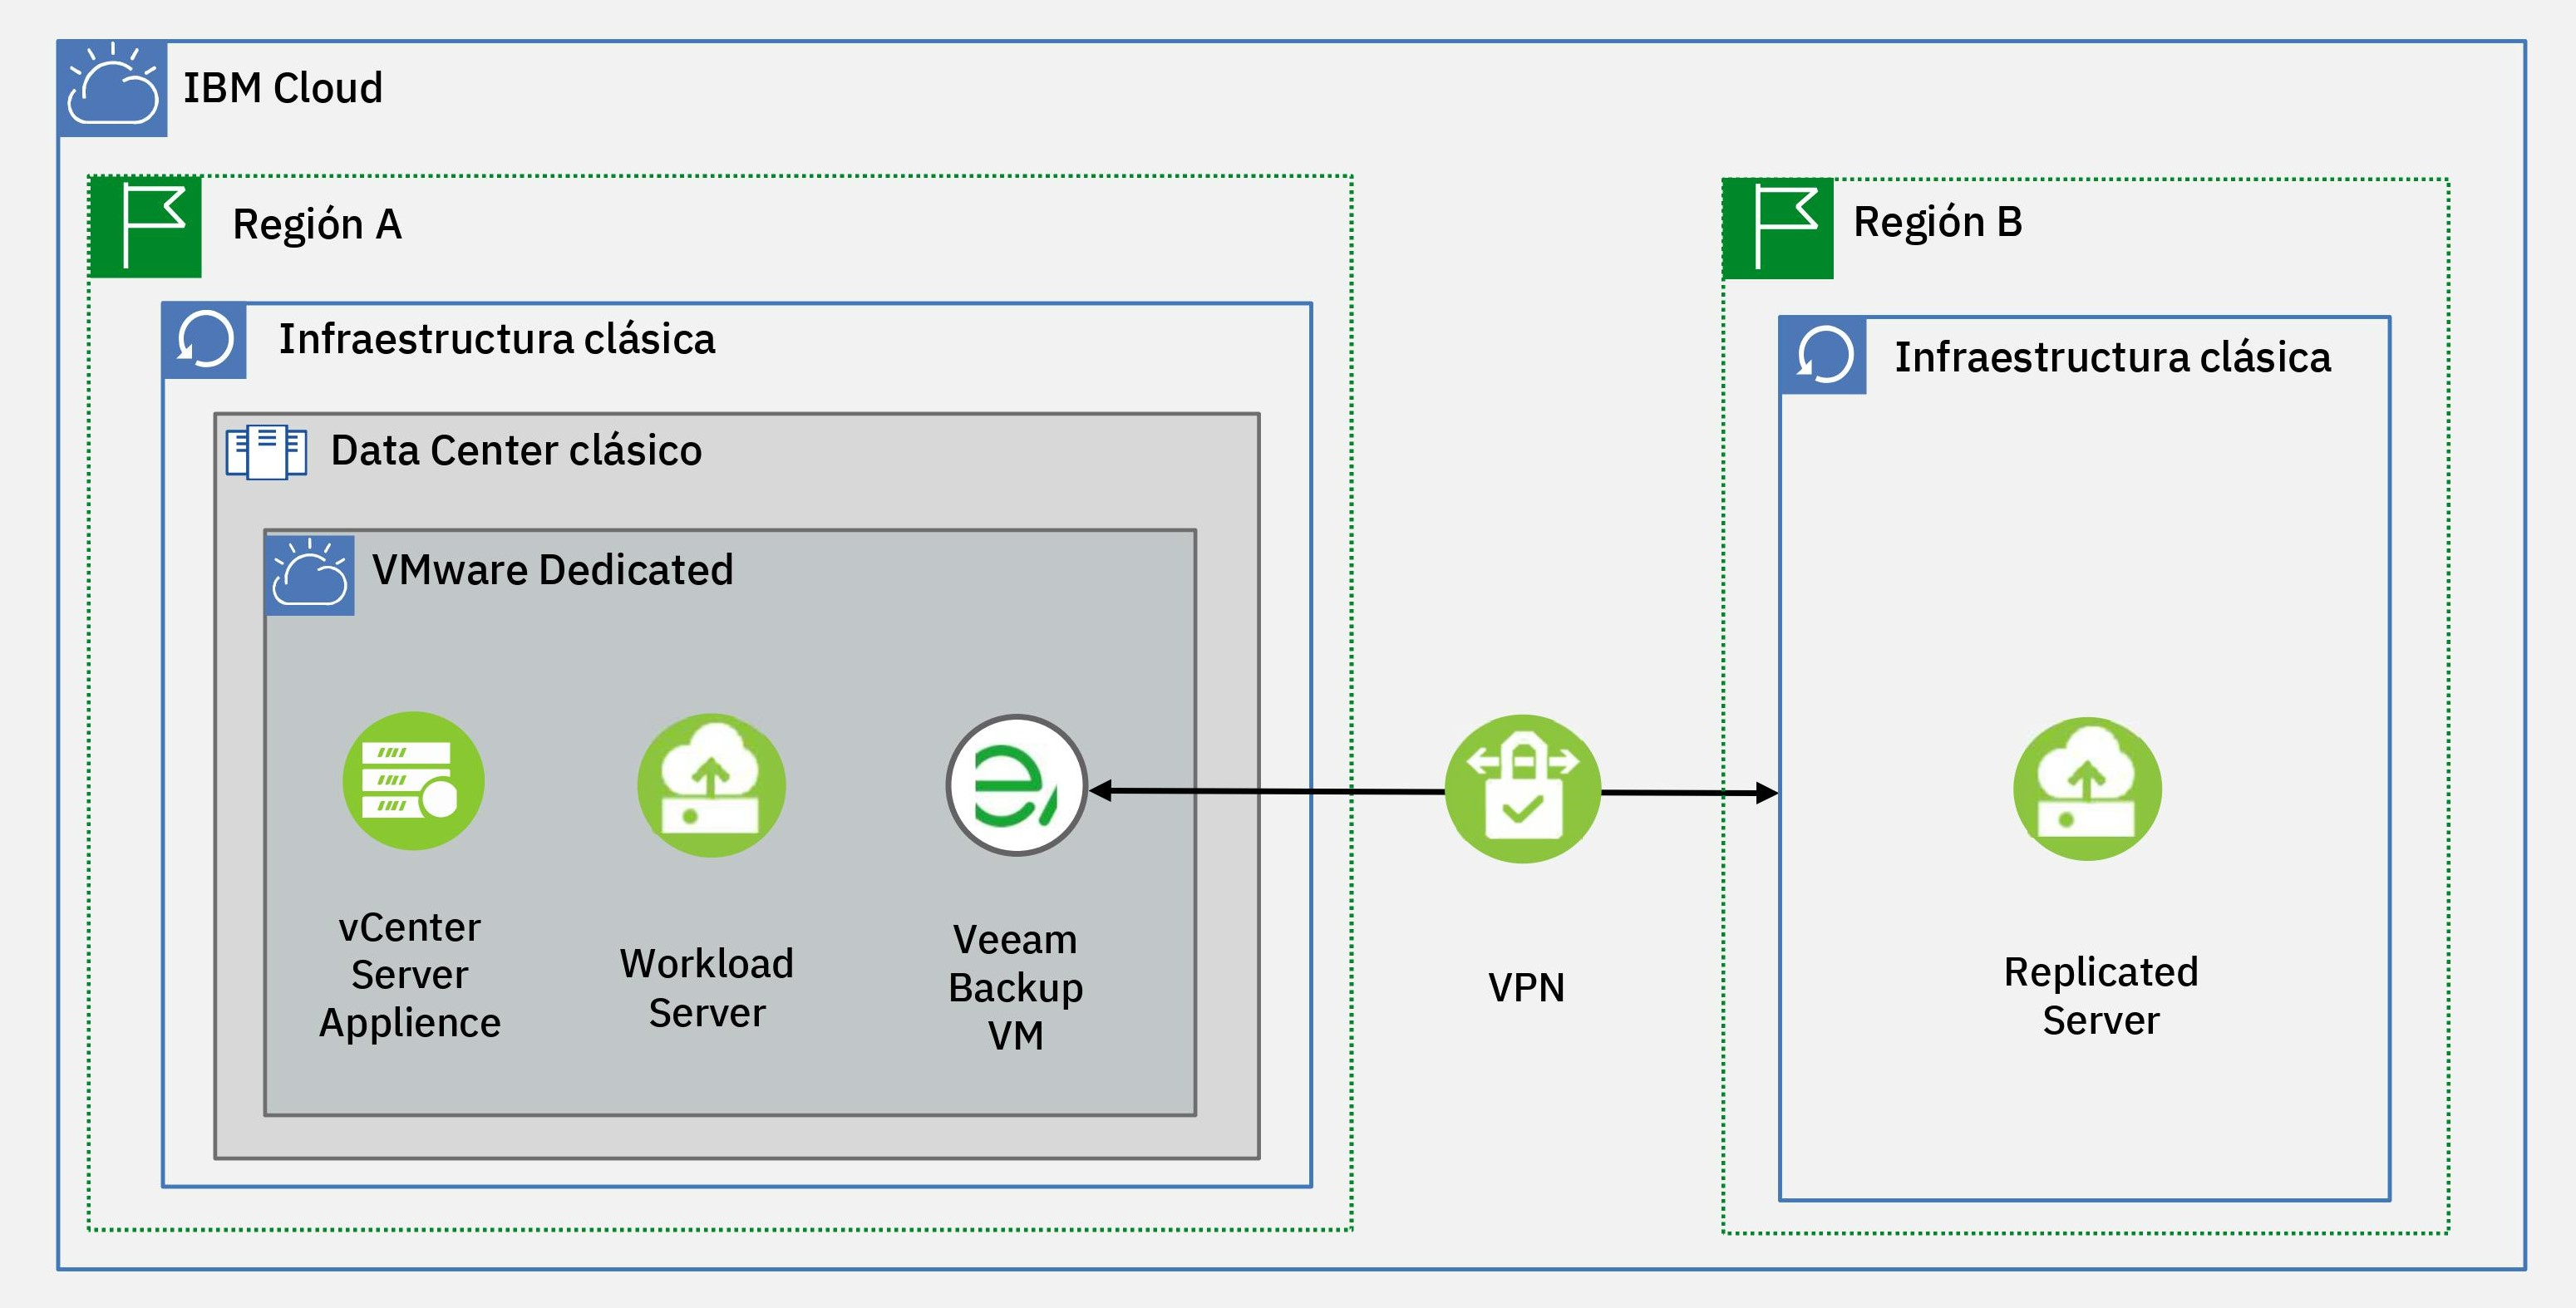 IBM Cloud
Región A
Infraestructura clásica
Data Center clásico
VMware Dedicated
vCenter
Server
Applience
Workload
Server
Veeam
Backup
VM
VPN
Región B
Infraestructura clásica
Replicated
Server